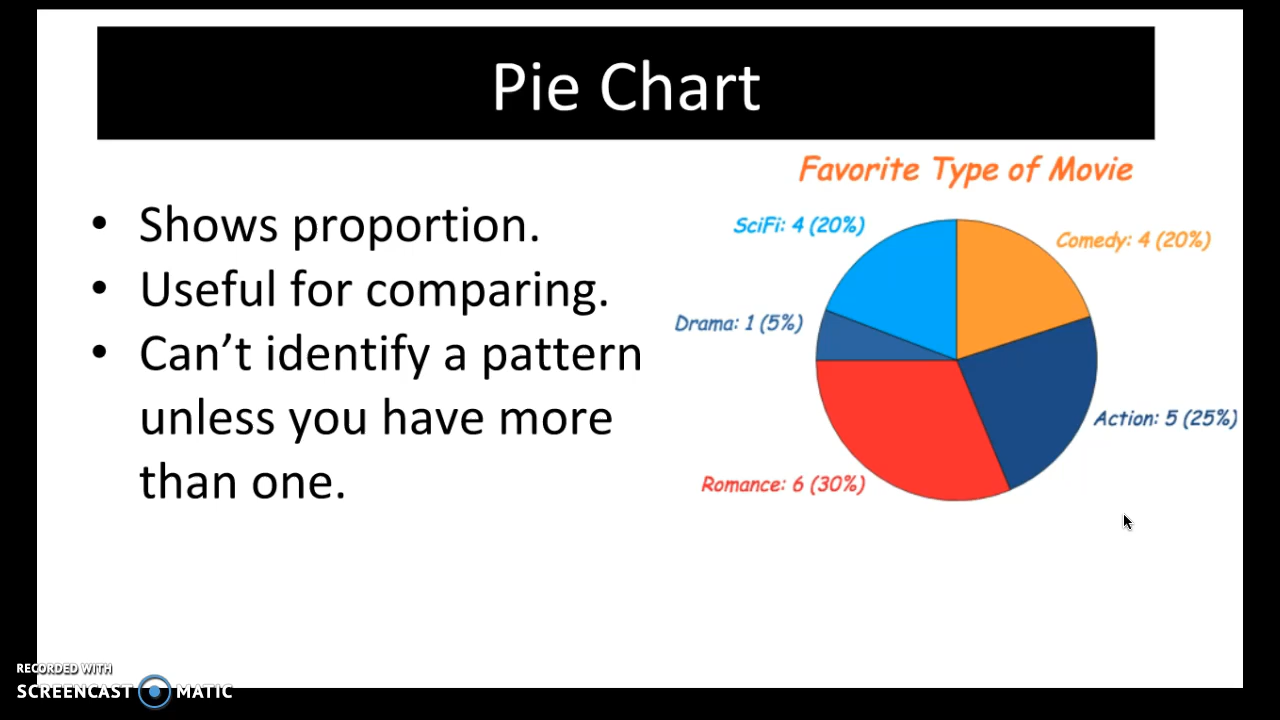 Pie Chart
• Shows proportion.
• Useful for comparing.
• Can’t identify a pattern
unless you have more
than one.
Favorite Type of Movie
SciFi: 4 (20%)
Comedy: 4 (20%)
Drama: 1 (5%)
Action: 5 (25%)
Romance: 6 (30%)
RECORDED WITH
SCREENCAST MATIC